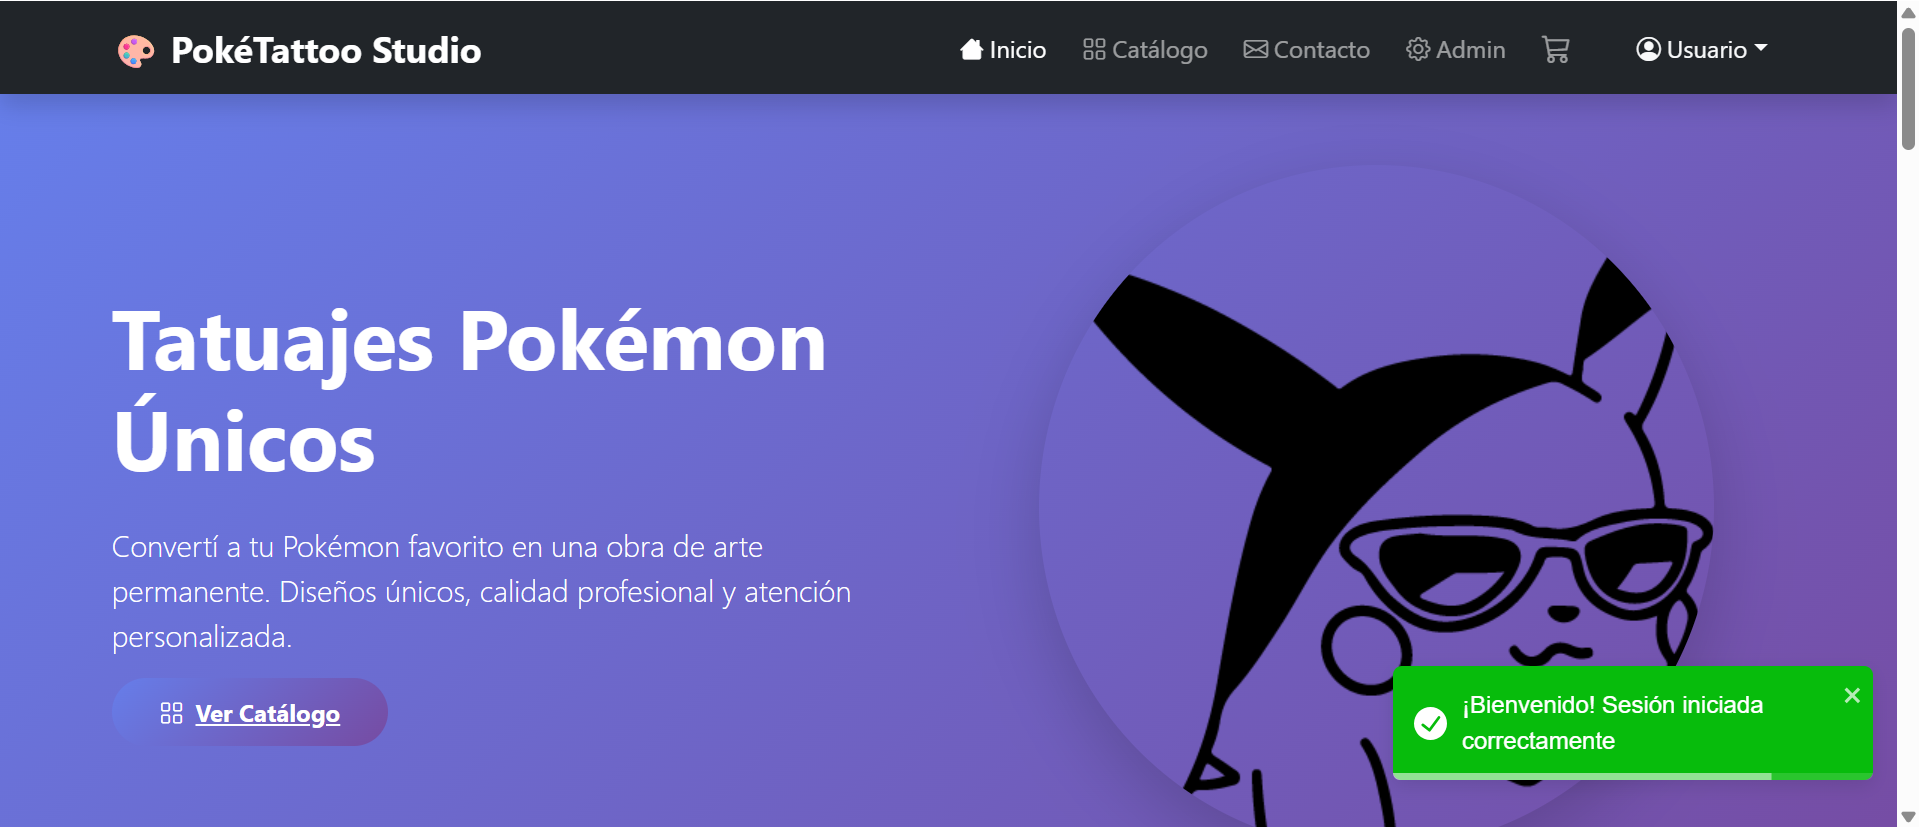 PokéTattoo Studio
Inicio
Catálogo
Contacto
Admin
Usuario
Tatuajes Pokémon
Únicos
Convertí a tu Pokémon favorito en una obra de arte
permanente. Diseños únicos, calidad profesional y atención
personalizada.
Ver Catálogo
¡Bienvenido! Sesión iniciada
correctamente